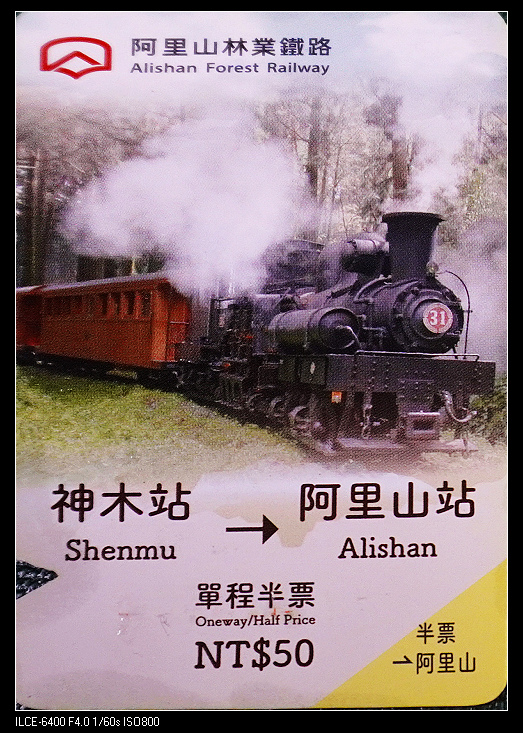 阿里山林業鐵路
Alishan Forest Railway
31
神木站 → 阿里山站
Shenmu Alishan
單程半票
Oneway/Half Price
NT$50
半票
⇀阿里山
ILCE-6400 F4.0 1/60s ISO800